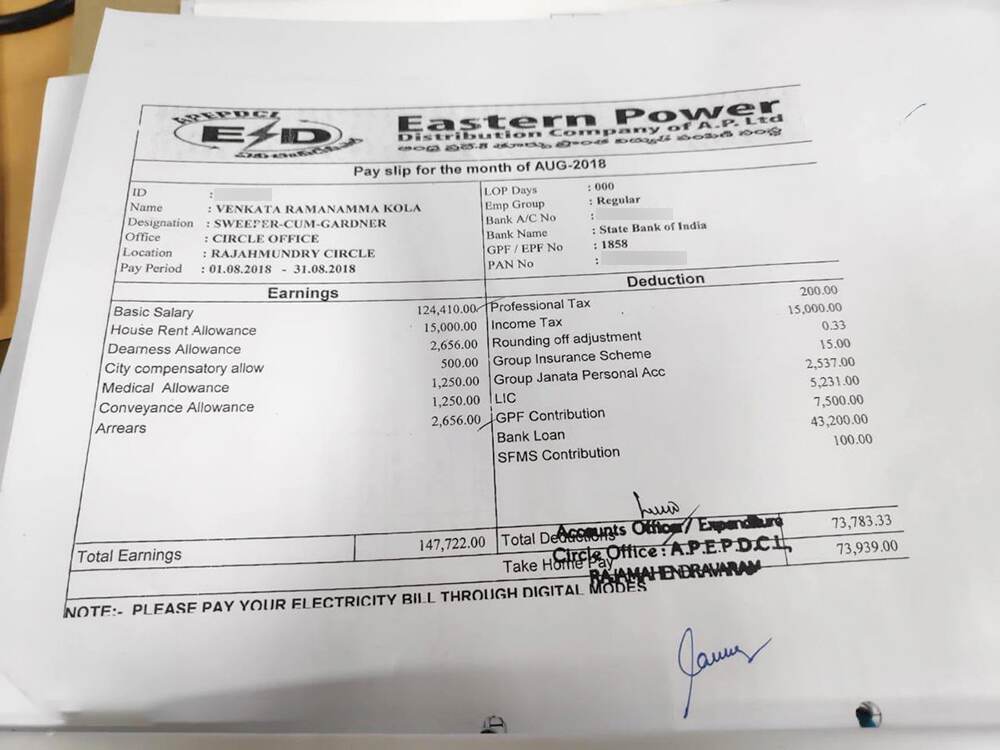 APEPDCL
Eastern Power
Distribution Company of A.P. Ltd
Pay slip for the month of AUG-2018
ID :
Name : VENKATA RAMANAMMA KOLA
Designation : SWEEPER-CUM-GARDNER
Office : CIRCLE OFFICE
Location : RAJAHMUNDRY CIRCLE
Pay Period : 01.08.2018 - 31.08.2018
LOP Days : 000
Emp Group : Regular
Bank A/C No :
Bank Name : State Bank of India
GPF / EPF No : 1858
PAN No :
Earnings
Basic Salary 124,410.00
House Rent Allowance 15,000.00
Dearness Allowance 2,656.00
City compensatory allow 500.00
Medical Allowance 1,250.00
Conveyance Allowance 1,250.00
Arrears 2,656.00
Deduction
Professional Tax 200.00
Income Tax 15,000.00
Rounding off adjustment 0.33
Group Insurance Scheme 15.00
Group Janata Personal Acc 2,537.00
LIC 5,231.00
GPF Contribution 7,500.00
Bank Loan 43,200.00
SFMS Contribution 100.00
Total Earnings 147,722.00
Total Deductions 73,783.33
Take Home Pay 73,939.00
Accounts Officer / Expenditure
Circle Office : A.P.E.P.D.C.L,
RAJAMAHENDRAVARAM
NOTE:- PLEASE PAY YOUR ELECTRICITY BILL THROUGH DIGITAL MODES